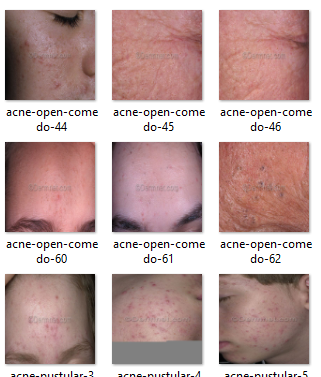 acne-open-come
do-44
acne-open-come
do-45
acne-open-come
do-46
acne-open-come
do-60
acne-open-come
do-61
acne-open-come
do-62
acne-pustular-3
acne-pustular-4
acne-pustular-5